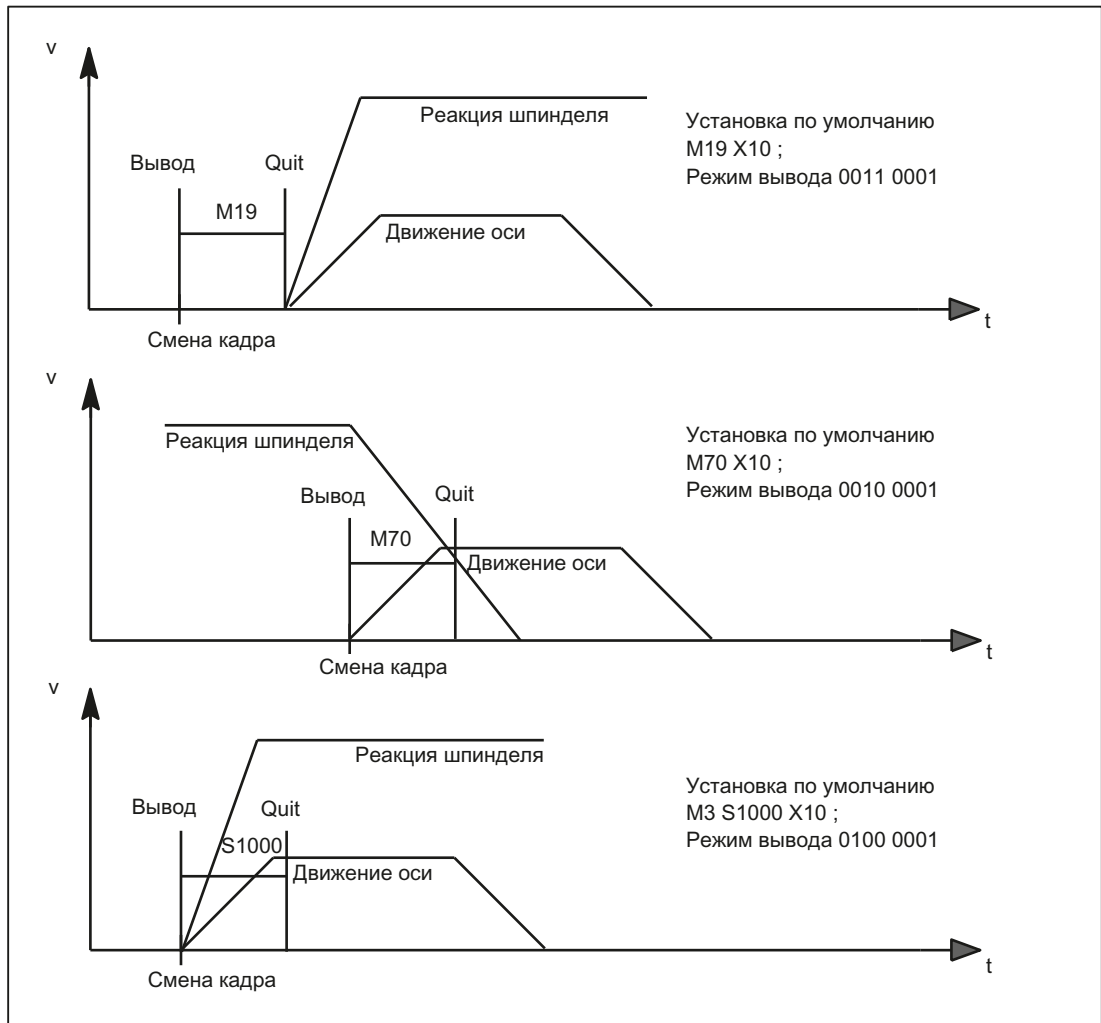 v
Реакция шпинделя
Установка по умолчанию
M19 X10 ;
Режим вывода 0011 0001
Вывод
Quit
M19
Движение оси
t
Смена кадра
v
Реакция шпинделя
Установка по умолчанию
M70 X10 ;
Режим вывода 0010 0001
Вывод
Quit
M70
Движение оси
t
Смена кадра
v
Реакция шпинделя
Установка по умолчанию
M3 S1000 X10 ;
Режим вывода 0100 0001
Вывод
Quit
S1000
Движение оси
t
Смена кадра